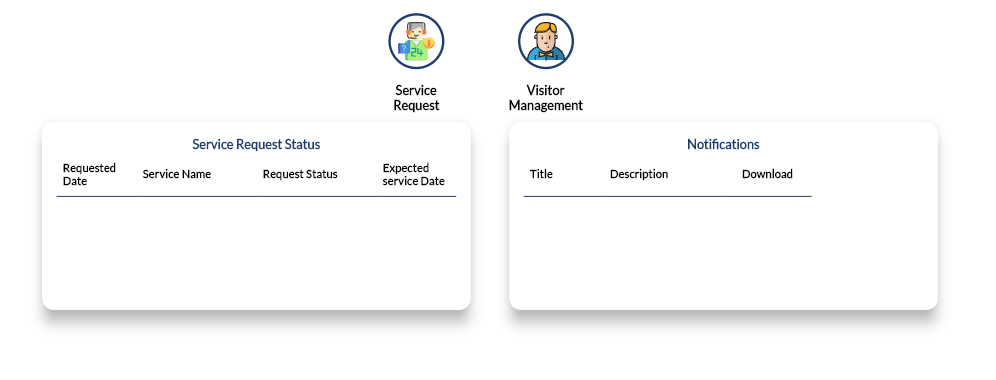 24
Service
Request
Visitor
Management
Service Request Status
Requested
Date
Service Name
Request Status
Expected
service Date
Notifications
Title
Description
Download